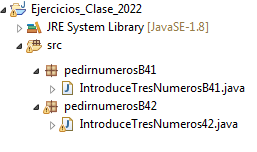 Ejercicios_Clase_2022
JRE System Library [JavaSE-1.8]
src
pedirnumerosB41
IntroduceTresNumerosB41.java
pedirnumerosB42
IntroduceTresNumeros42.java